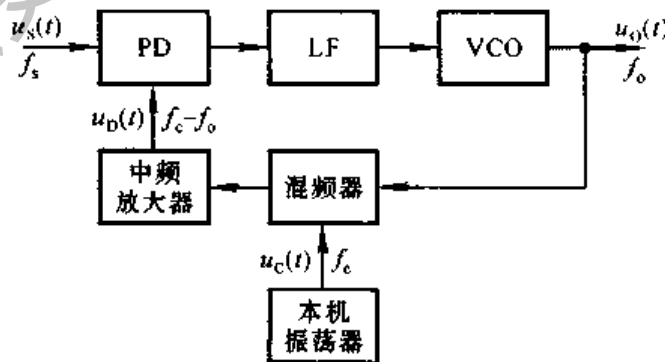 u_S(t)
f_s
PD
LF
VCO
u_O(t)
f_o
u_D(t)
f_c-f_o
中频
放大器
混频器
u_C(t)
f_c
本机
振荡器